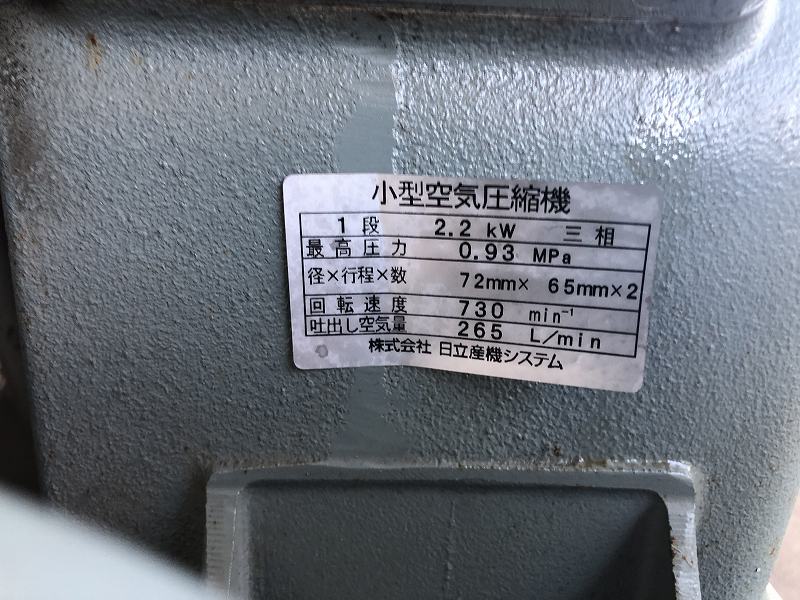 小型空気圧縮機
1段 2.2 kW 三相
最高圧力 0.93 MPa
径×行程×数 72mm× 65mm×2
回転速度 730 min⁻¹
吐出し空気量 265 L/min
株式会社 日立産機システム